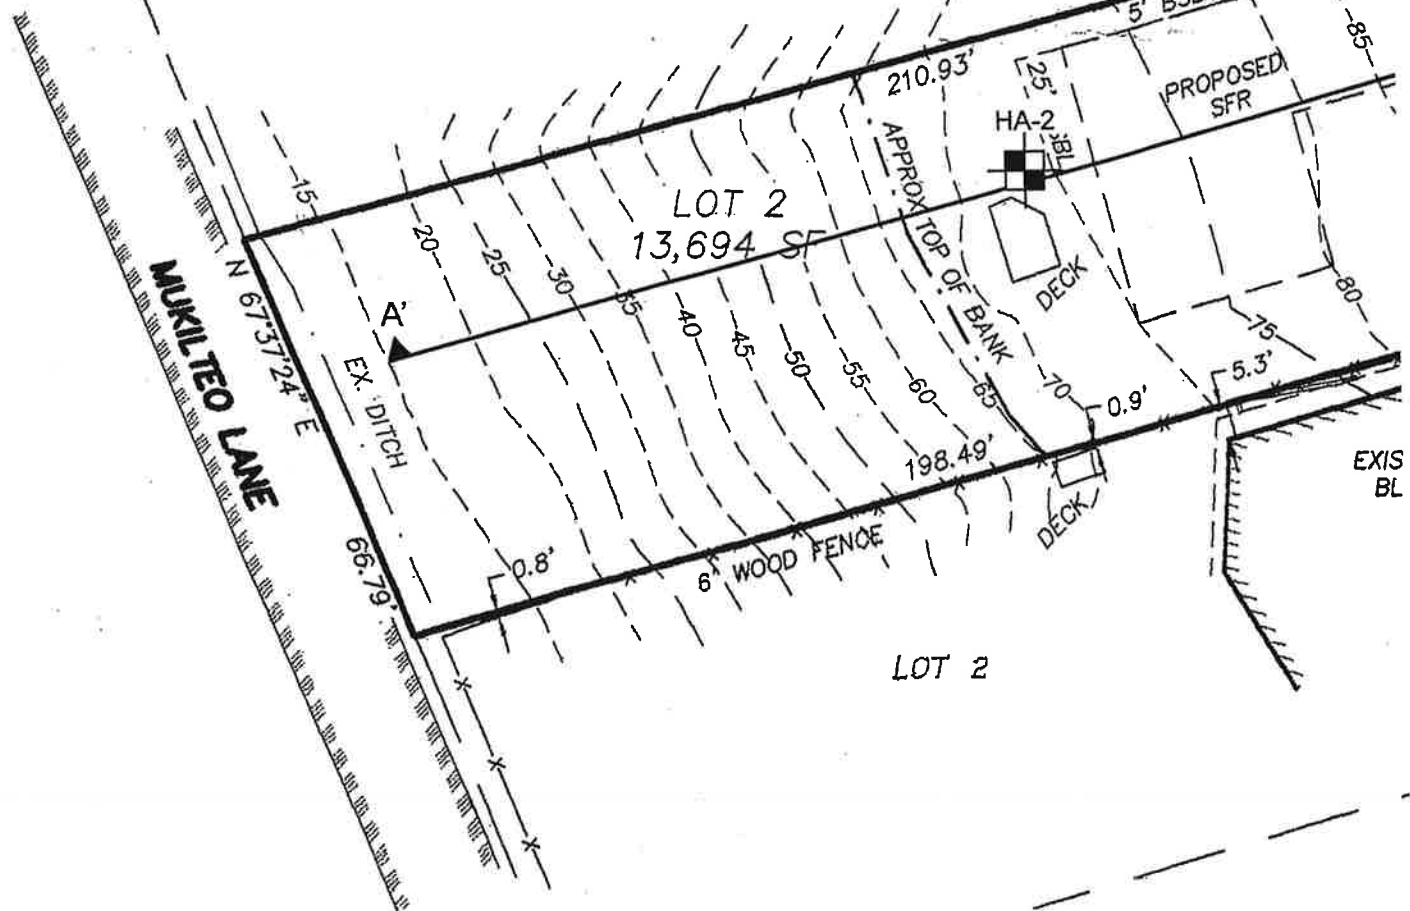 5' BSBL
85
210.93'
25'
PROPOSED
SFR
HA-2
BSBL
APPROX TOP OF BANK
15
LOT 2
13,694 SF
20
25
30
35
40
45
50
55
60
65
70
75
80
DECK
A'
N 67°37'24" E
MUKILTEO LANE
EX. DITCH
5.3'
0.9'
198.49'
EXIS
BL
DECK
6' WOOD FENCE
0.8'
66.79'
LOT 2